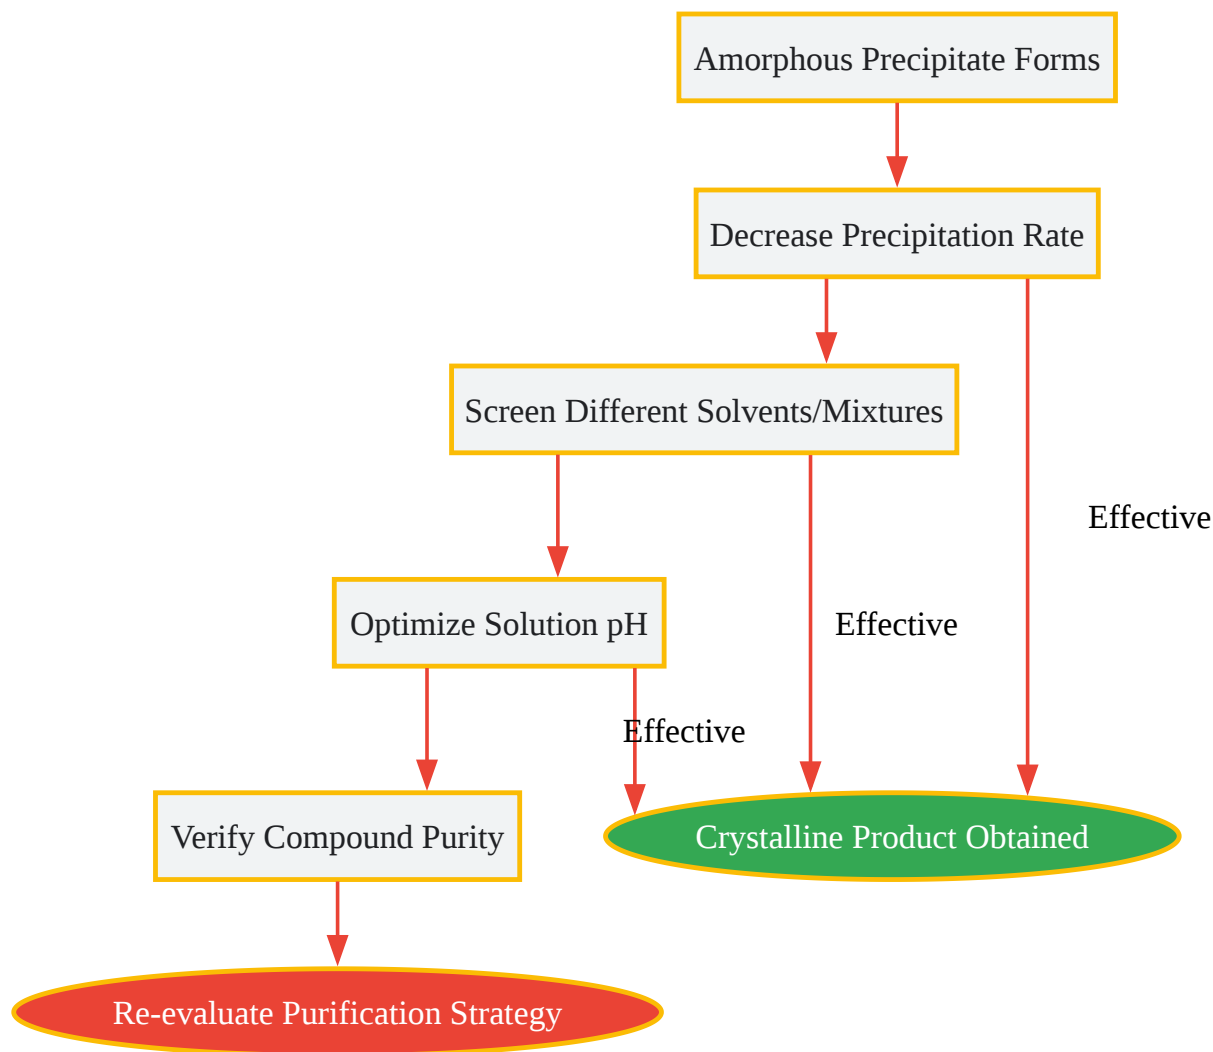 Amorphous Precipitate Forms
Decrease Precipitation Rate
Screen Different Solvents/Mixtures
Effective
Optimize Solution pH
Effective
Effective
Verify Compound Purity
Crystalline Product Obtained
Re-evaluate Purification Strategy